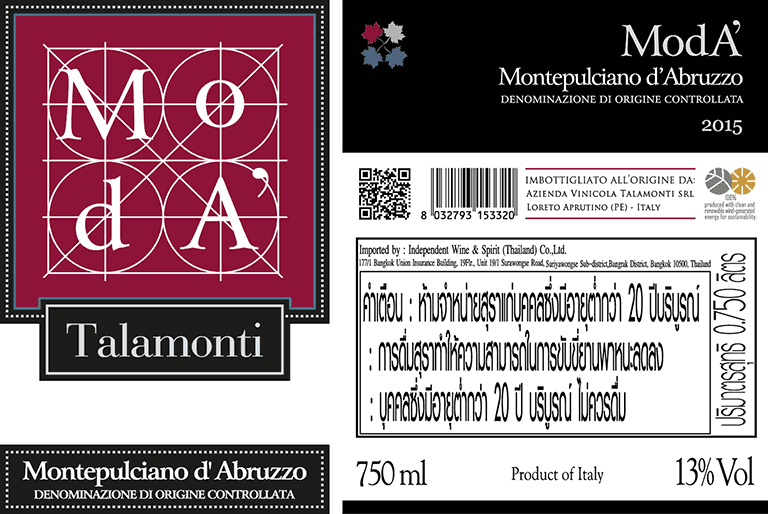 Mo
dA’
Talamonti
Montepulciano d' Abruzzo
DENOMINAZIONE DI ORIGINE CONTROLLATA
ModA’
Montepulciano d’Abruzzo
DENOMINAZIONE DI ORIGINE CONTROLLATA
2015
8 032793 153320
IMBOTTIGLIATO ALL’ORIGINE DA:
AZIENDA VINICOLA TALAMONTI SRL
LORETO APRUTINO (PE) - ITALY
100%
produced with clean and
renewable wind-generated
energy for sustainability.
Imported by : Independent Wine & Spirit (Thailand) Co.,Ltd.
177/1 Bangkok Union Insurance Building, 19Flr., Unit 19/1 Surawongse Road, Suriyawongse Sub-district,Bangrak District, Bangkok 10500, Thailand
คำเตือน : ห้ามจำหน่ายสุราแก่บุคคลซึ่งมีอายุต่ำกว่า 20 ปีบริบูรณ์
: การดื่มสุราทำให้ความสามารถในการขับขี่ยานพาหนะลดลง
: บุคคลซึ่งมีอายุต่ำกว่า 20 ปี บริบูรณ์ ไม่ควรดื่ม
ปริมาตรสุทธิ 0.750 ลิตร
750 ml
Product of Italy
13% Vol